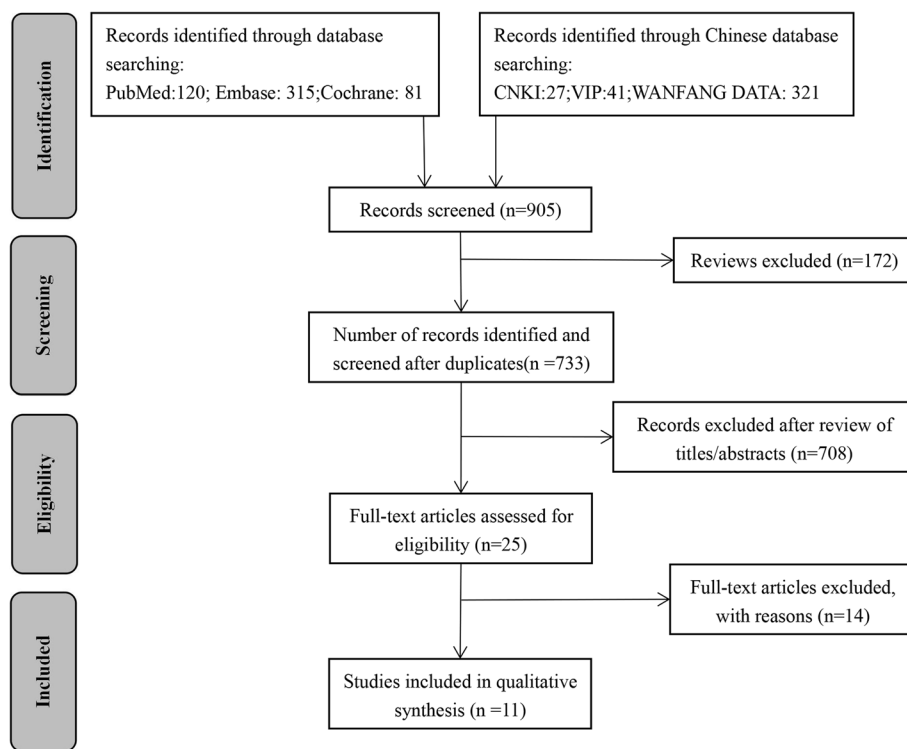 Identification
Records identified through database
searching:
PubMed:120; Embase: 315;Cochrane: 81
Records identified through Chinese database
searching:
CNKI:27;VIP:41;WANFANG DATA: 321
Records screened (n=905)
Screening
Reviews excluded (n=172)
Number of records identified and
screened after duplicates(n =733)
Eligibility
Records excluded after review of
titles/abstracts (n=708)
Full-text articles assessed for
eligibility (n=25)
Included
Full-text articles excluded,
with reasons (n=14)
Studies included in qualitative
synthesis (n =11)